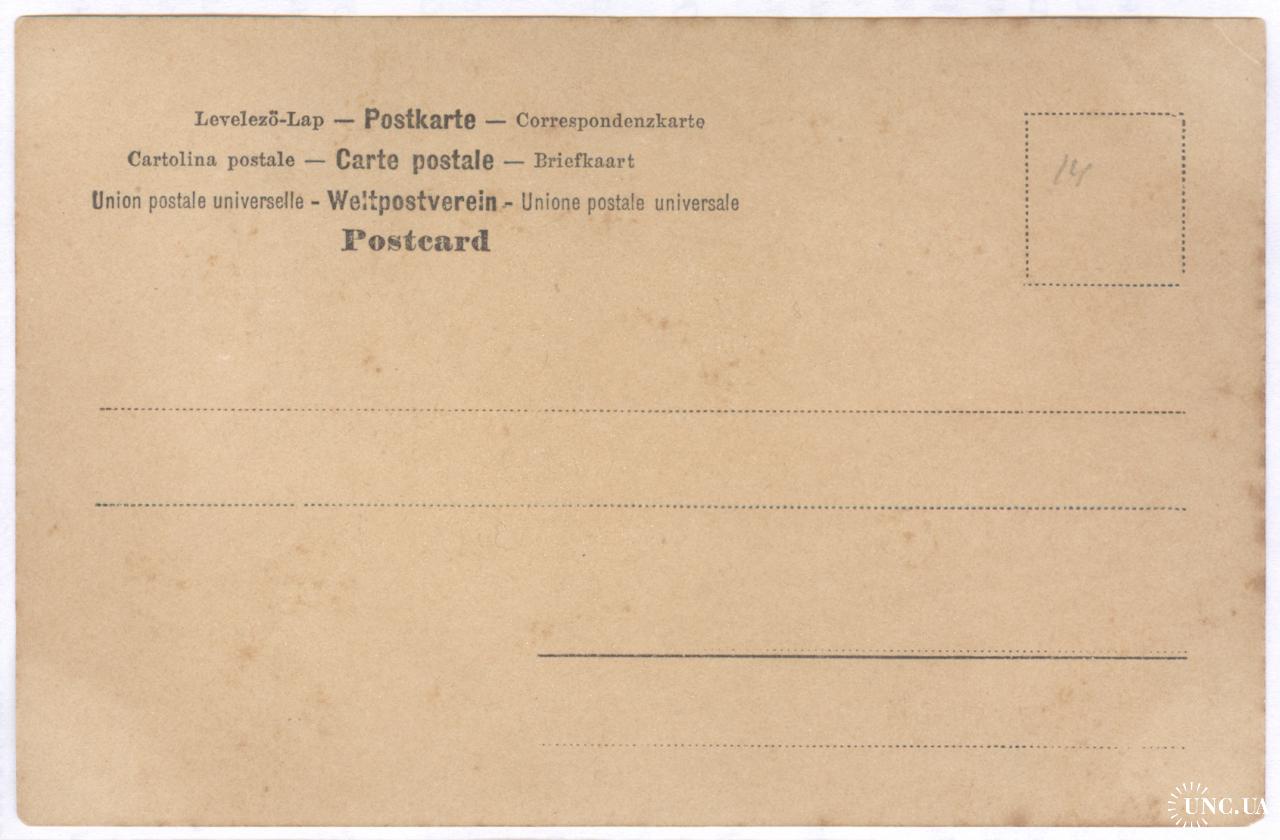 Levelező-Lap — Postkarte — Correspondenzkarte
Cartolina postale — Carte postale — Briefkaart
Union postale universelle - Weltpostverein - Unione postale universale
Postcard
14
UNC.UA